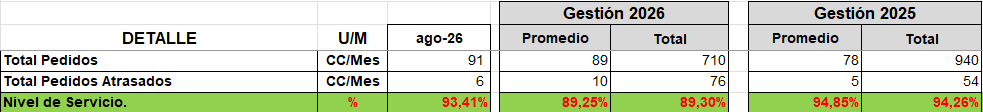 Gestión 2026 Gestión 2025
DETALLE U/M ago-26 Promedio Total Promedio Total
Total Pedidos CC/Mes 91 89 710 78 940
Total Pedidos Atrasados CC/Mes 6 10 76 5 54
Nivel de Servicio. % 93,41% 89,25% 89,30% 94,85% 94,26%